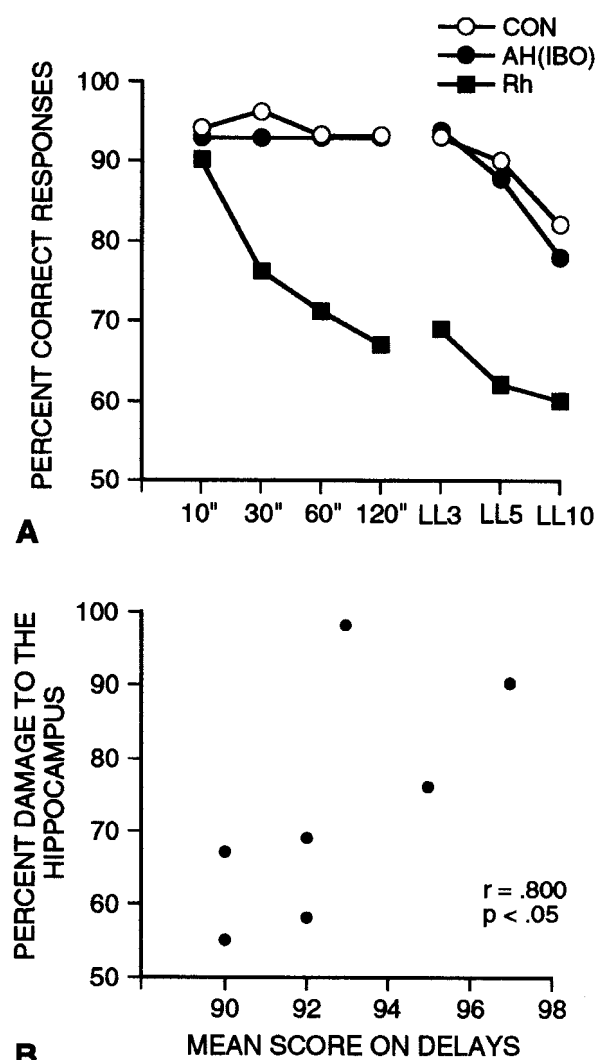 CON
AH(IBO)
Rh
PERCENT CORRECT RESPONSES
100
90
80
70
60
50
10" 30" 60" 120" LL3 LL5 LL10
A
PERCENT DAMAGE TO THE
HIPPOCAMPUS
100
90
80
70
60
50
r = .800
p < .05
90 92 94 96 98
MEAN SCORE ON DELAYS
B